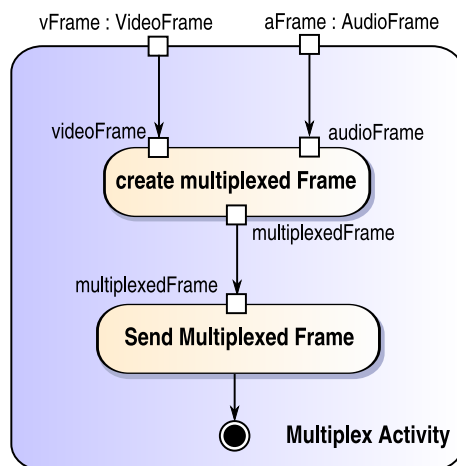 vFrame : VideoFrame
aFrame : AudioFrame
videoFrame
audioFrame
create multiplexed Frame
multiplexedFrame
multiplexedFrame
Send Multiplexed Frame
Multiplex Activity